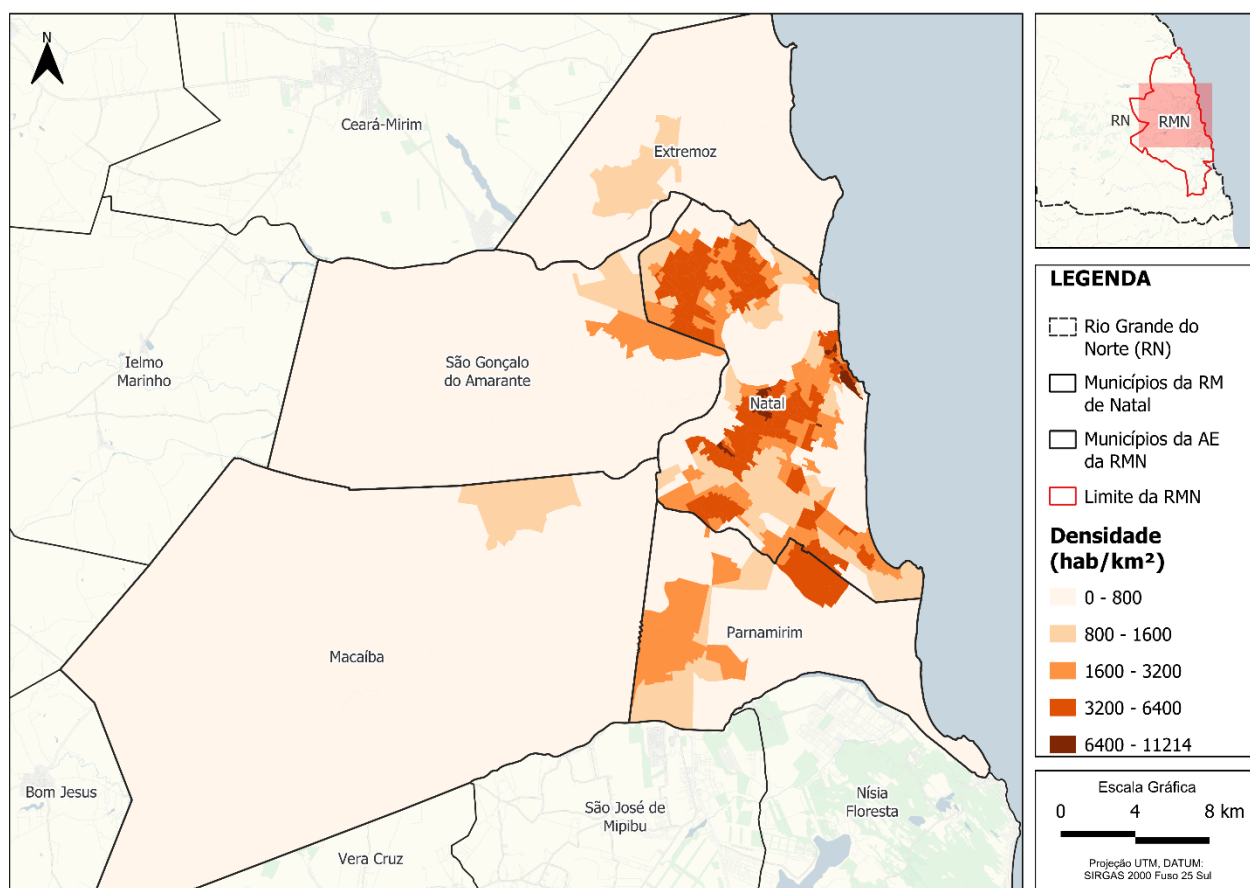 N
Ceará-Mirim
Extremoz
Ielmo
Marinho
São Gonçalo
do Amarante
Natal
Macaíba
Parnamirim
Bom Jesus
Vera Cruz
São José de
Mipibu
Nísia
Floresta
RN
RMN
LEGENDA
Rio Grande do
Norte (RN)
Municípios da RM
de Natal
Municípios da AE
da RMN
Limite da RMN
Densidade
(hab/km²)
0 - 800
800 - 1600
1600 - 3200
3200 - 6400
6400 - 11214
Escala Gráfica
0 4 8 km
Projeção UTM, DATUM:
SIRGAS 2000 Fuso 25 Sul